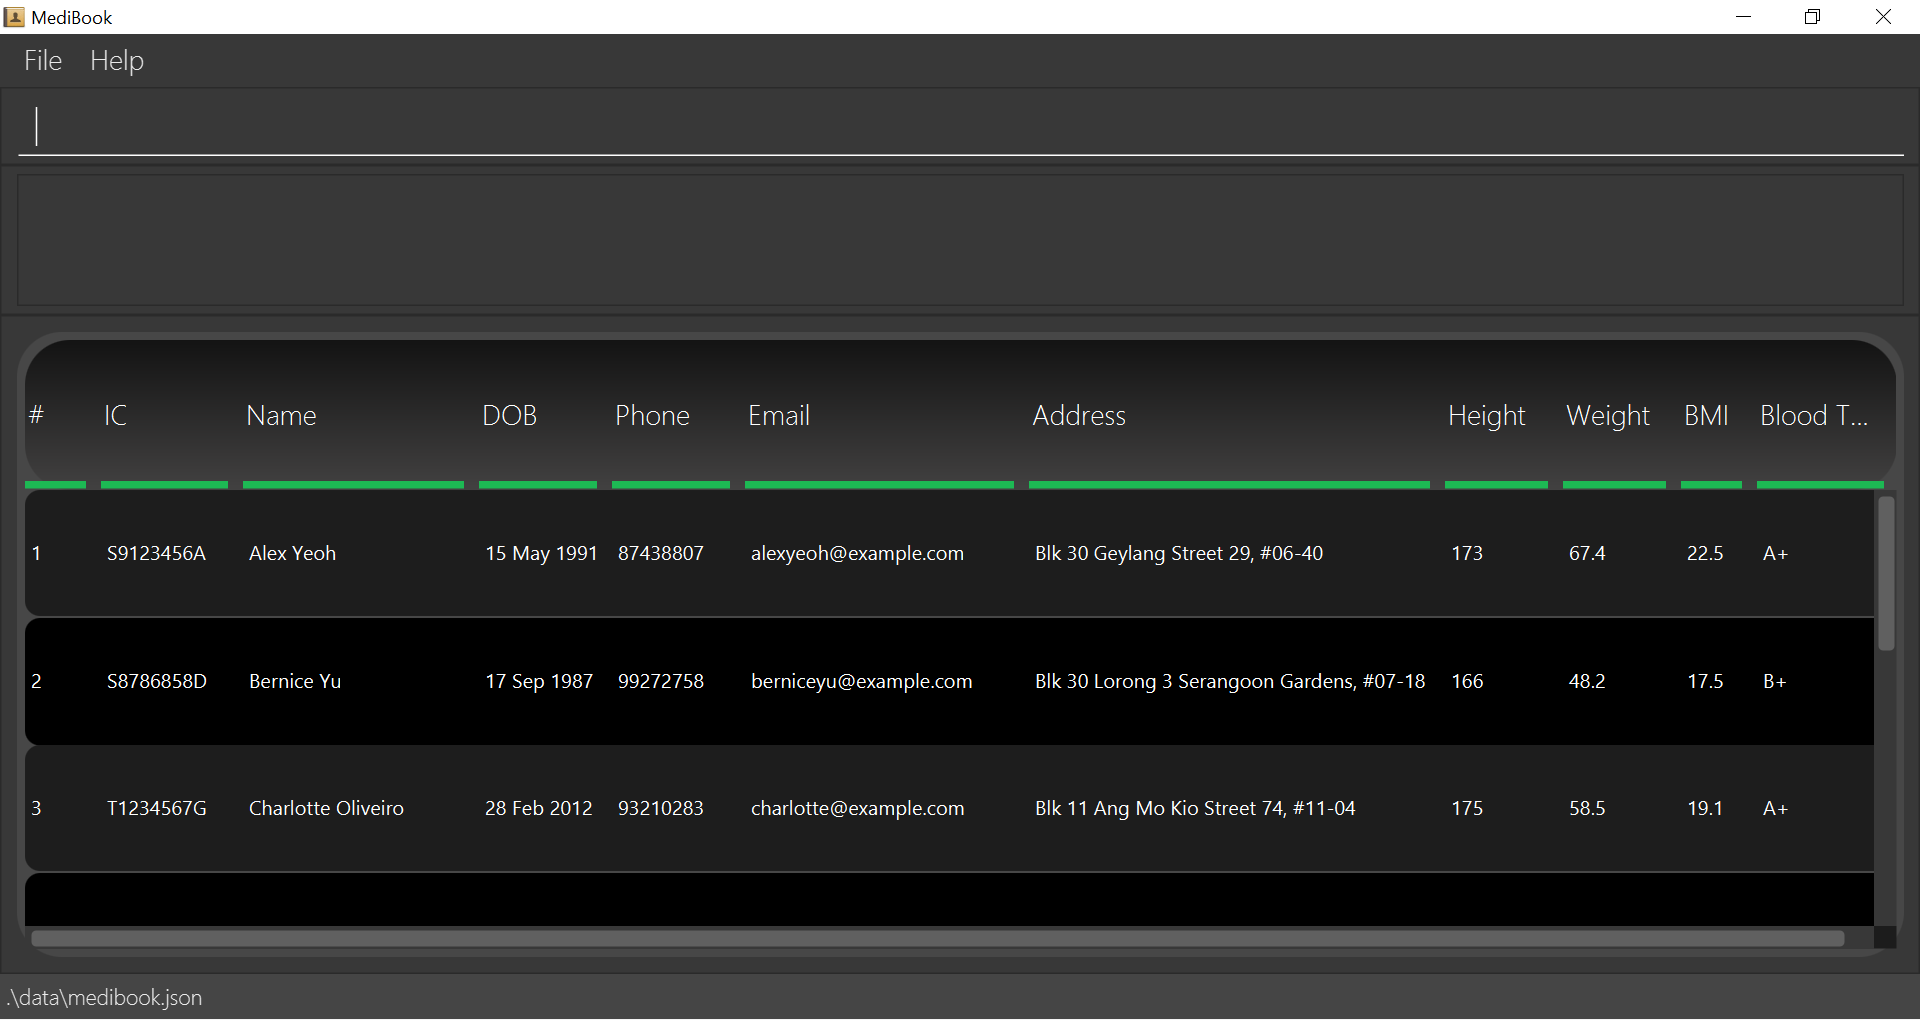 MediBook
File Help
# IC Name DOB Phone Email Address Height Weight BMI Blood T...
1 S9123456A Alex Yeoh 15 May 1991 87438807 alexyeoh@example.com Blk 30 Geylang Street 29, #06-40 173 67.4 22.5 A+
2 S8786858D Bernice Yu 17 Sep 1987 99272758 berniceyu@example.com Blk 30 Lorong 3 Serangoon Gardens, #07-18 166 48.2 17.5 B+
3 T1234567G Charlotte Oliveiro 28 Feb 2012 93210283 charlotte@example.com Blk 11 Ang Mo Kio Street 74, #11-04 175 58.5 19.1 A+
.\data\medibook.json